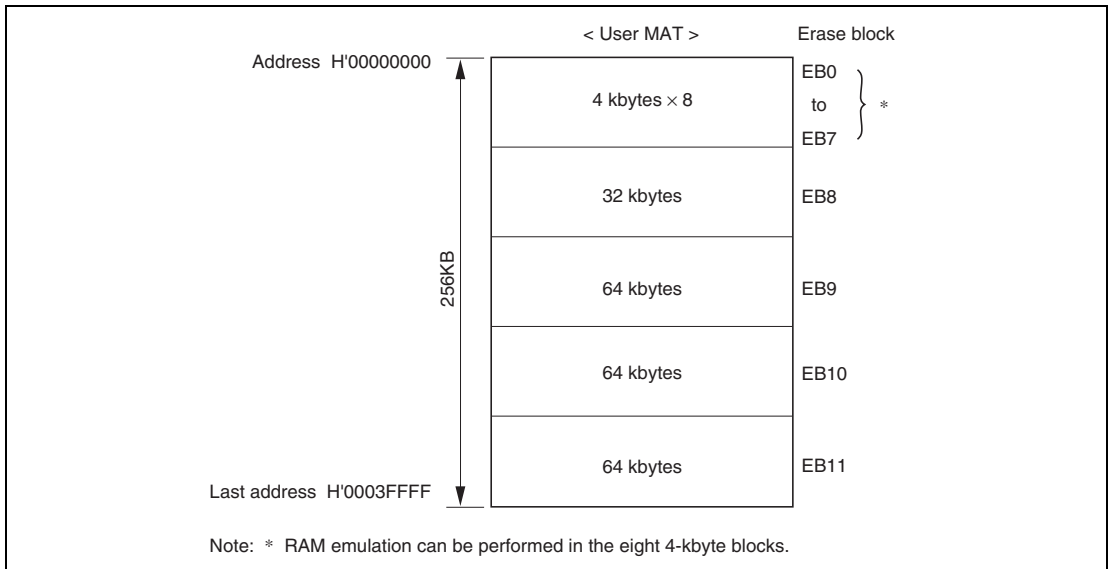 < User MAT > Erase block
Address H'00000000
EB0
4 kbytes × 8 to *
EB7
32 kbytes EB8
256KB
64 kbytes EB9
64 kbytes EB10
64 kbytes EB11
Last address H'0003FFFF
Note: * RAM emulation can be performed in the eight 4-kbyte blocks.